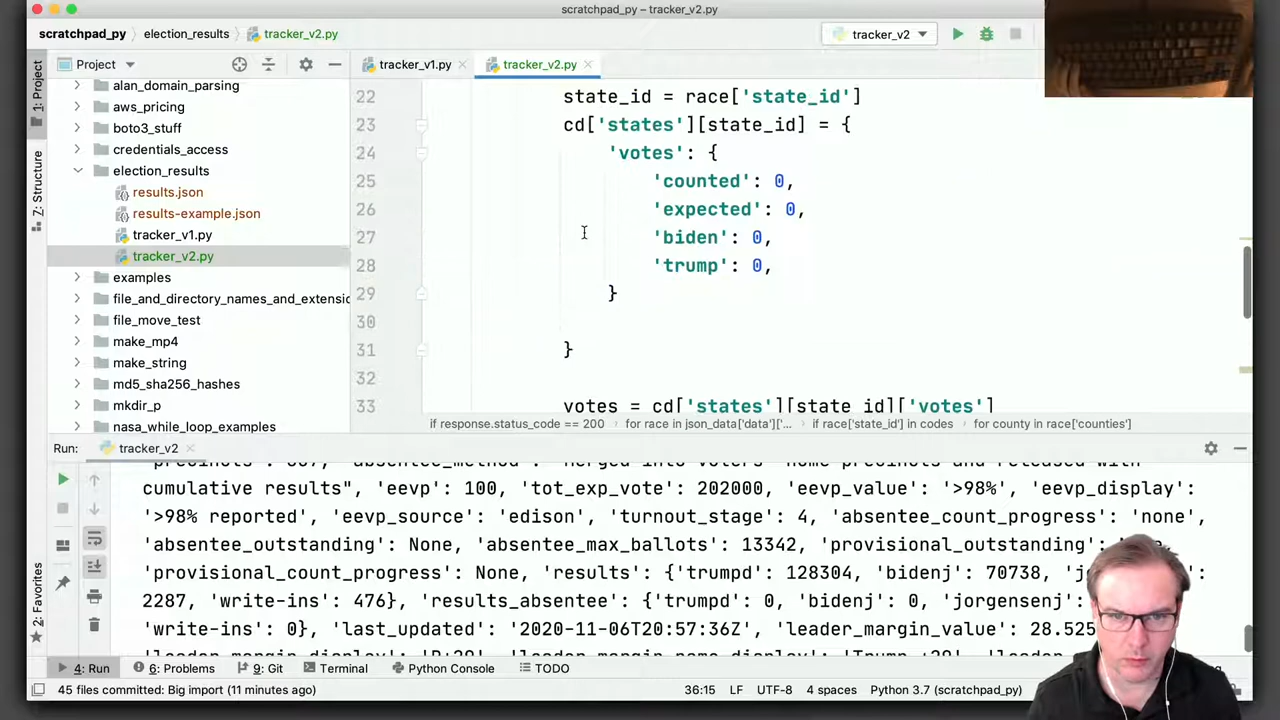 scratchpad_py – tracker_v2.py
scratchpad_py
election_results
tracker_v2.py
tracker_v2
1: Project
Z: Structure
2: Favorites
Project
alan_domain_parsing
aws_pricing
boto3_stuff
credentials_access
election_results
results.json
results-example.json
tracker_v1.py
tracker_v2.py
examples
file_and_directory_names_and_extensio
file_move_test
make_mp4
make_string
md5_sha256_hashes
mkdir_p
nasa_while_loop_examples
tracker_v1.py
tracker_v2.py
22 state_id = race['state_id']
23 cd['states'][state_id] = {
24 'votes': {
25 'counted': 0,
26 'expected': 0,
27 'biden': 0,
28 'trump': 0,
29 }
30
31 }
32
33 votes = cd['states'][state_id]['votes']
if response.status_code == 200
for race in json_data['data']['...
if race['state_id'] in codes
for county in race['counties']
Run: tracker_v2
cumulative results", 'eevp': 100, 'tot_exp_vote': 202000, 'eevp_value': '>98%', 'eevp_display':
'>98% reported', 'eevp_source': 'edison', 'turnout_stage': 4, 'absentee_count_progress': 'none',
'absentee_outstanding': None, 'absentee_max_ballots': 13342, 'provisional_outstanding':
'provisional_count_progress': None, 'results': {'trumpd': 128304, 'bidenj': 70738,
2287, 'write-ins': 476}, 'results_absentee': {'trumpd': 0, 'bidenj': 0, 'jorgensenj':
'write-ins': 0}, 'last_updated': '2020-11-06T20:57:36Z', 'leader_margin_value': 28.525
4: Run
6: Problems
9: Git
Terminal
Python Console
TODO
45 files committed: Big import (11 minutes ago)
36:15
LF
UTF-8
4 spaces
Python 3.7 (scratchpad_py)